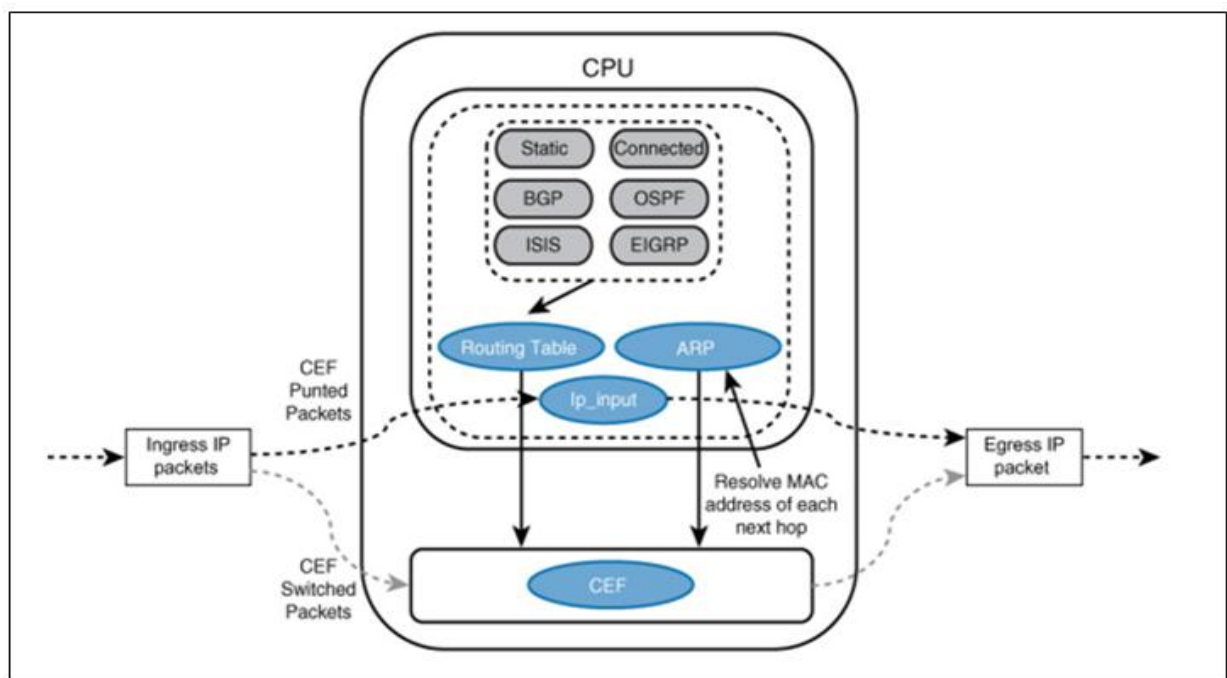 CPU
Static
Connected
BGP
OSPF
ISIS
EIGRP
Routing Table
ARP
Ip_input
CEF
Punted
Packets
Ingress IP
packets
Egress IP
packet
Resolve MAC
address of each
next hop
CEF
Switched
Packets
CEF